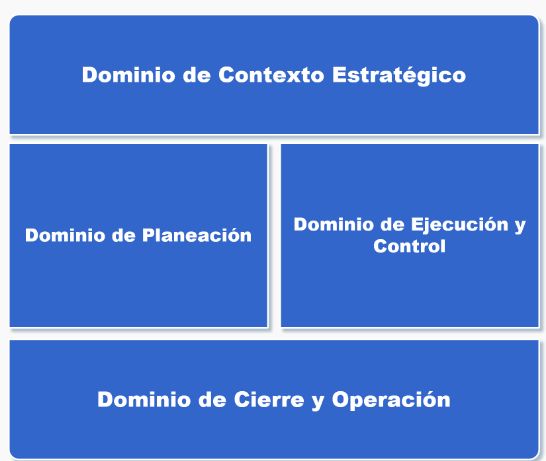 Dominio de Contexto Estratégico
Dominio de Planeación
Dominio de Ejecución y
Control
Dominio de Cierre y Operación